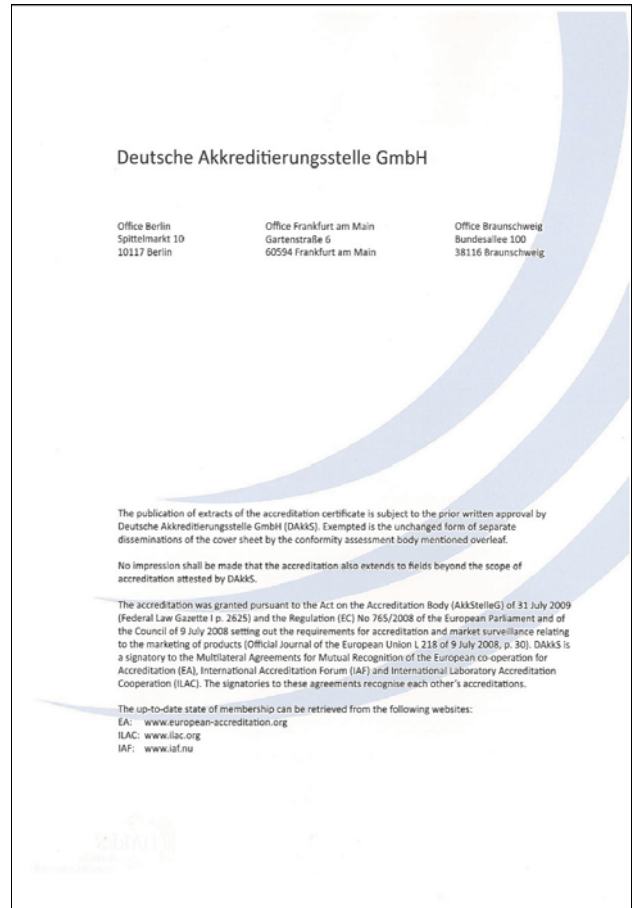 Deutsche Akkreditierungsstelle GmbH
Office Berlin
Spittelmarkt 10
10117 Berlin
Office Frankfurt am Main
Gartenstraße 6
60594 Frankfurt am Main
Office Braunschweig
Bundesallee 100
38116 Braunschweig
The publication of extracts of the accreditation certificate is subject to the prior written approval by
Deutsche Akkreditierungsstelle GmbH (DAkkS). Exempted is the unchanged form of separate
disseminations of the cover sheet by the conformity assessment body mentioned overleaf.
No impression shall be made that the accreditation also extends to fields beyond the scope of
accreditation attested by DAkkS.
The accreditation was granted pursuant to the Act on the Accreditation Body (AkkStelleG) of 31 July 2009
(Federal Law Gazette I p. 2625) and the Regulation (EC) No 765/2008 of the European Parliament and of
the Council of 9 July 2008 setting out the requirements for accreditation and market surveillance relating
to the marketing of products (Official Journal of the European Union L 218 of 9 July 2008, p. 30). DAkkS is
a signatory to the Multilateral Agreements for Mutual Recognition of the European co-operation for
Accreditation (EA), International Accreditation Forum (IAF) and International Laboratory Accreditation
Cooperation (ILAC). The signatories to these agreements recognise each other's accreditations.
The up-to-date state of membership can be retrieved from the following websites:
EA: www.european-accreditation.org
ILAC: www.ilac.org
IAF: www.iaf.nu